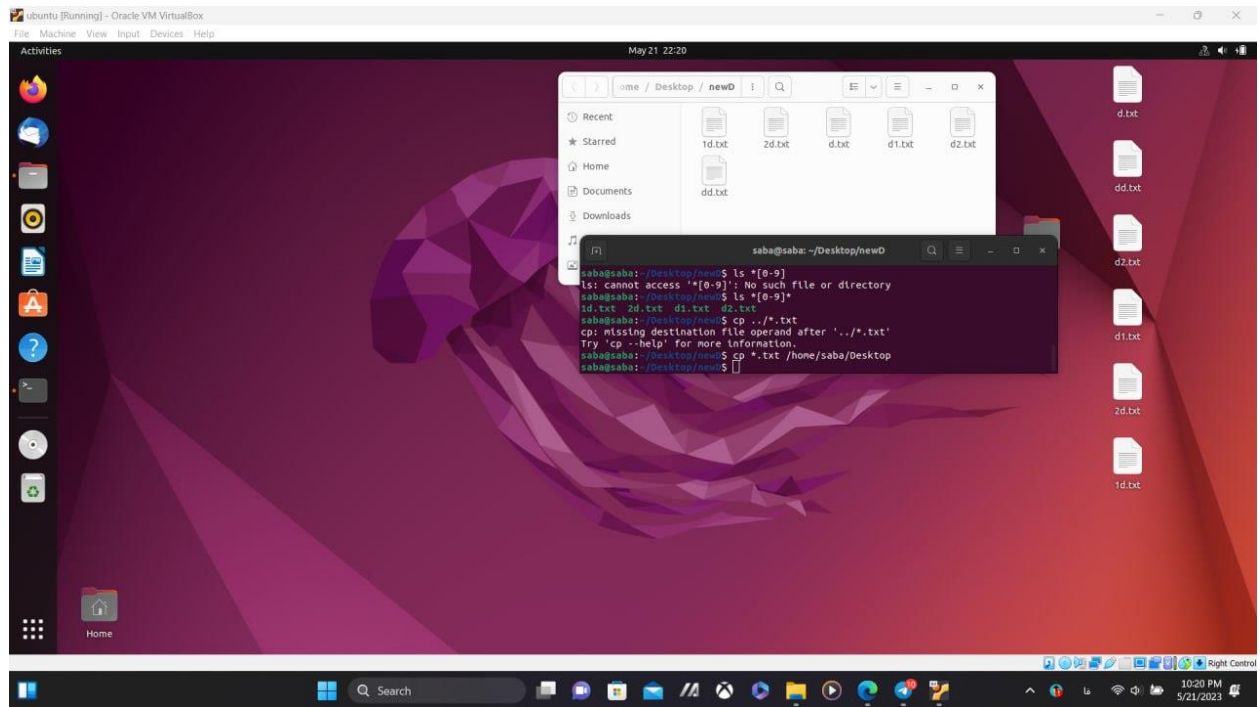 ubuntu [Running] - Oracle VM VirtualBox
File Machine View Input Devices Help
Activities
May 21 22:20
ome / Desktop / newD
Recent
Starred
Home
Documents
Downloads
1d.txt 2d.txt d.txt d1.txt d2.txt
dd.txt
saba@saba: ~/Desktop/newD
saba@saba:~/Desktop/newD$ ls *[0-9]
ls: cannot access '*[0-9]': No such file or directory
saba@saba:~/Desktop/newD$ ls *[0-9]*
1d.txt 2d.txt d1.txt d2.txt
saba@saba:~/Desktop/newD$ cp ../*.txt
cp: missing destination file operand after '../*.txt'
Try 'cp --help' for more information.
saba@saba:~/Desktop/newD$ cp *.txt /home/saba/Desktop
saba@saba:~/Desktop/newD$
d.txt
dd.txt
d2.txt
d1.txt
2d.txt
1d.txt
Home
Right Control
Search
فا
10:20 PM
5/21/2023